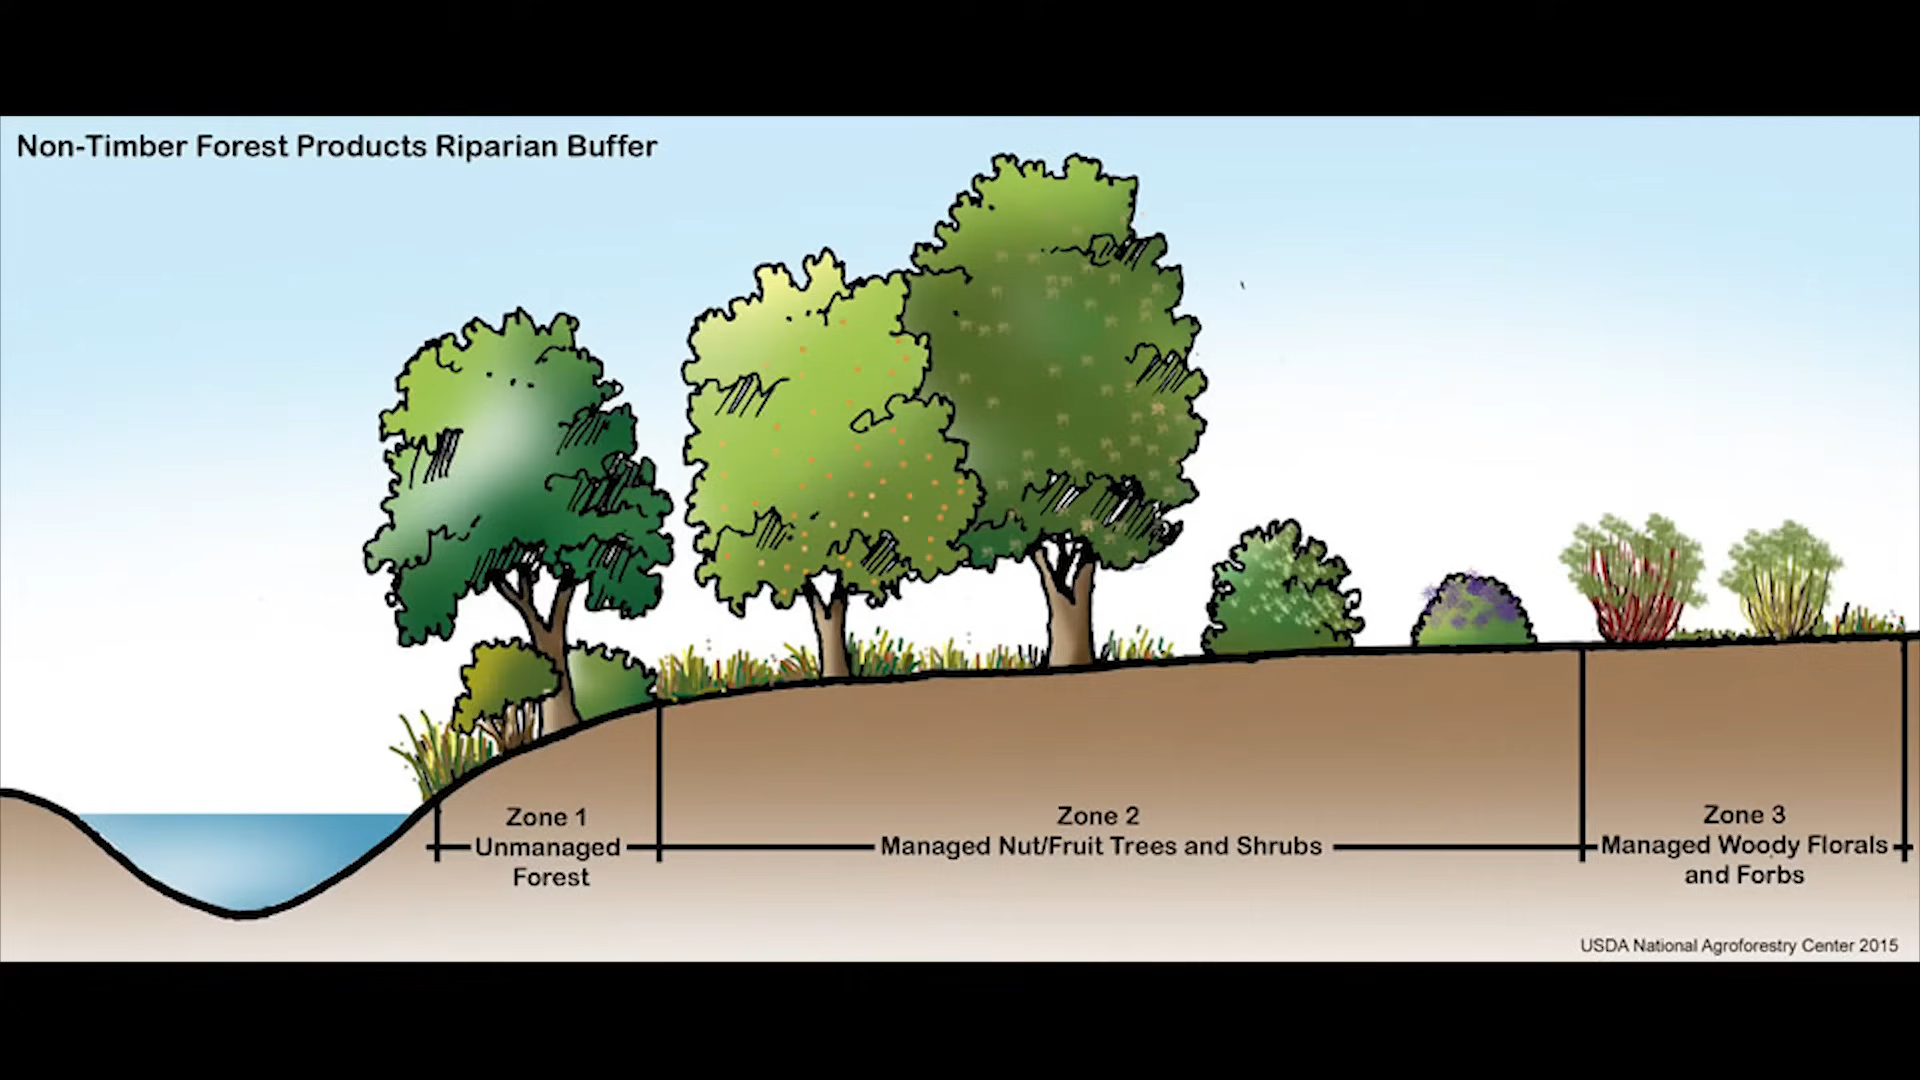 Non-Timber Forest Products Riparian Buffer
Zone 1
Unmanaged
Forest
Zone 2
Managed Nut/Fruit Trees and Shrubs
Zone 3
Managed Woody Florals
and Forbs
USDA National Agroforestry Center 2015